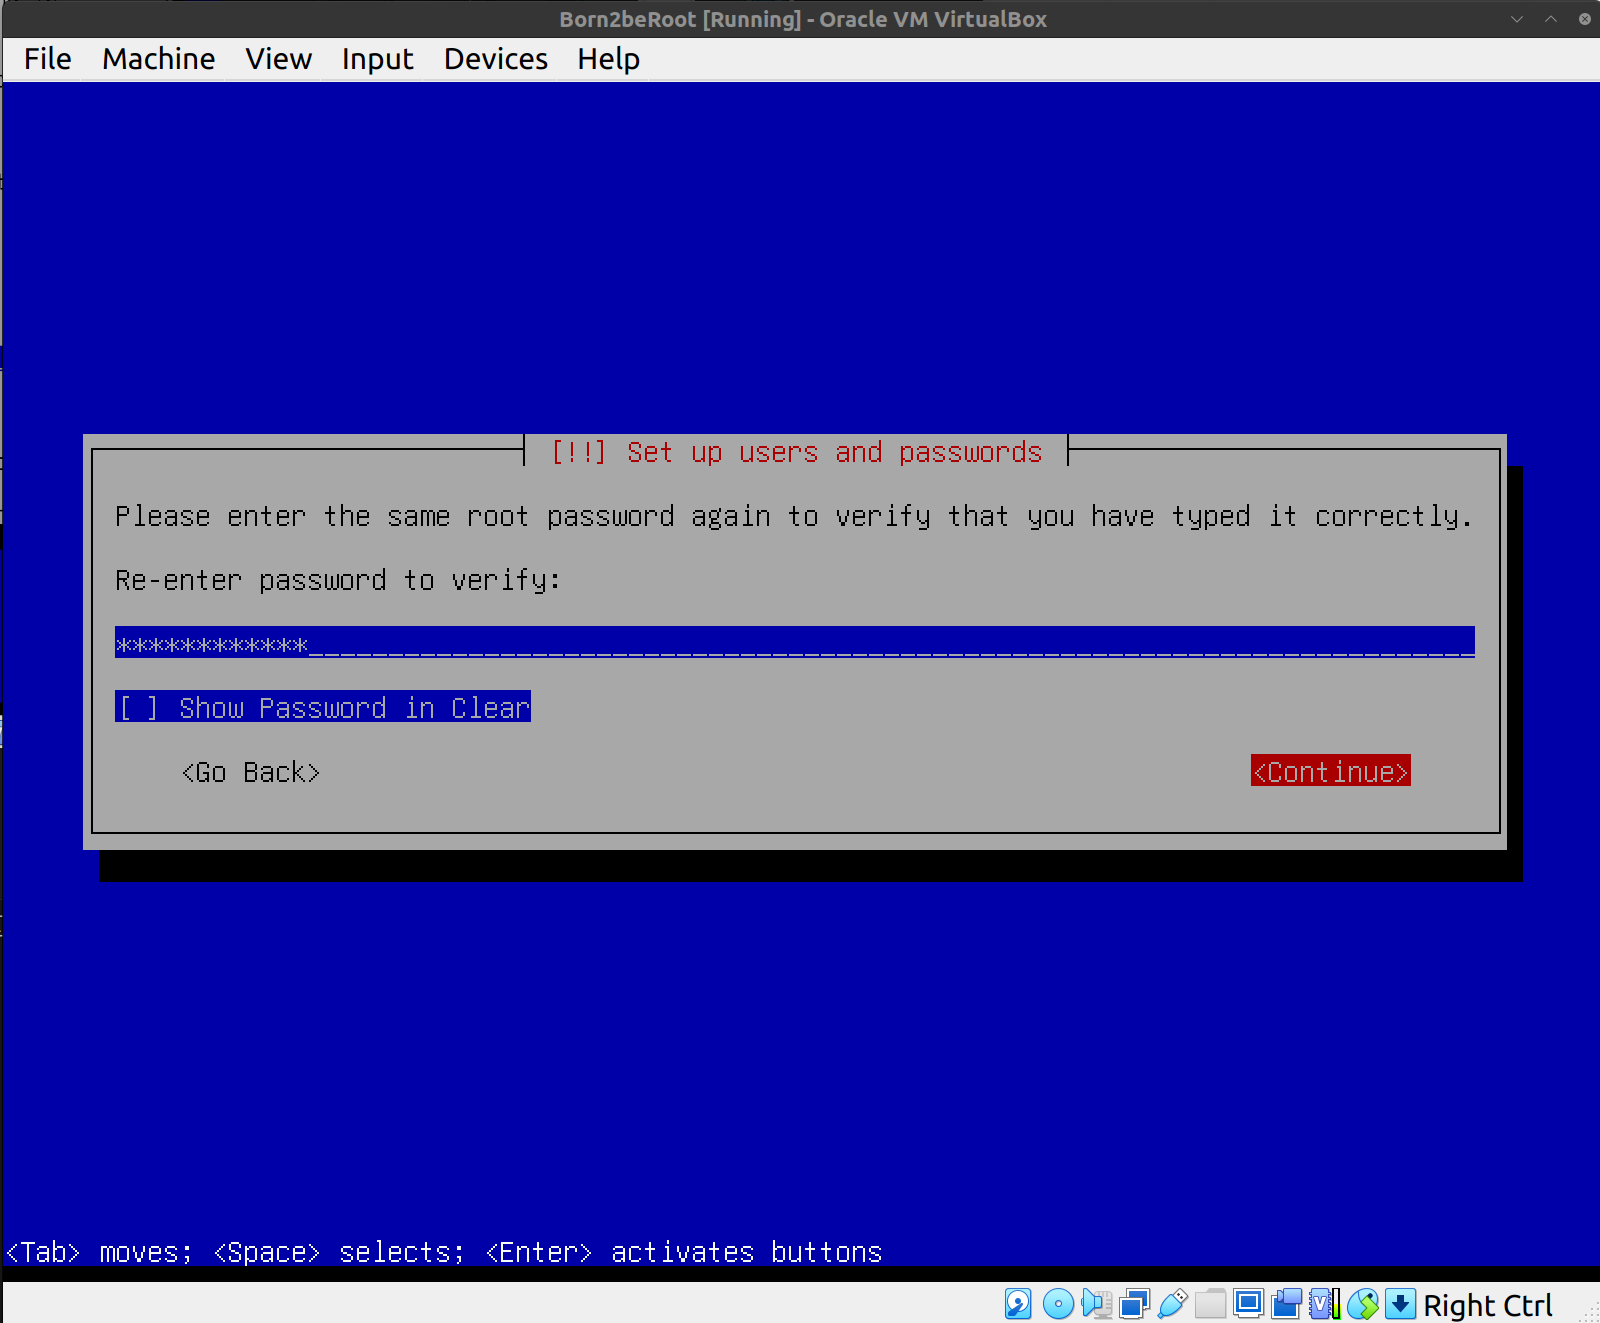 Born2beRoot [Running] - Oracle VM VirtualBox
File Machine View Input Devices Help
[!!] Set up users and passwords
Please enter the same root password again to verify that you have typed it correctly.
Re-enter password to verify:
************
[ ] Show Password in Clear
<Go Back> <Continue>
<Tab> moves; <Space> selects; <Enter> activates buttons
Right Ctrl